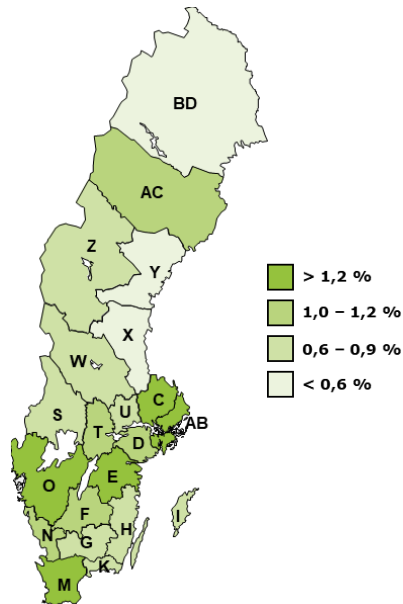 BD
AC
Z
Y
X
W
S
U
C
AB
T
D
O
E
F
I
N
G
H
K
M
> 1,2 %
1,0 – 1,2 %
0,6 – 0,9 %
< 0,6 %